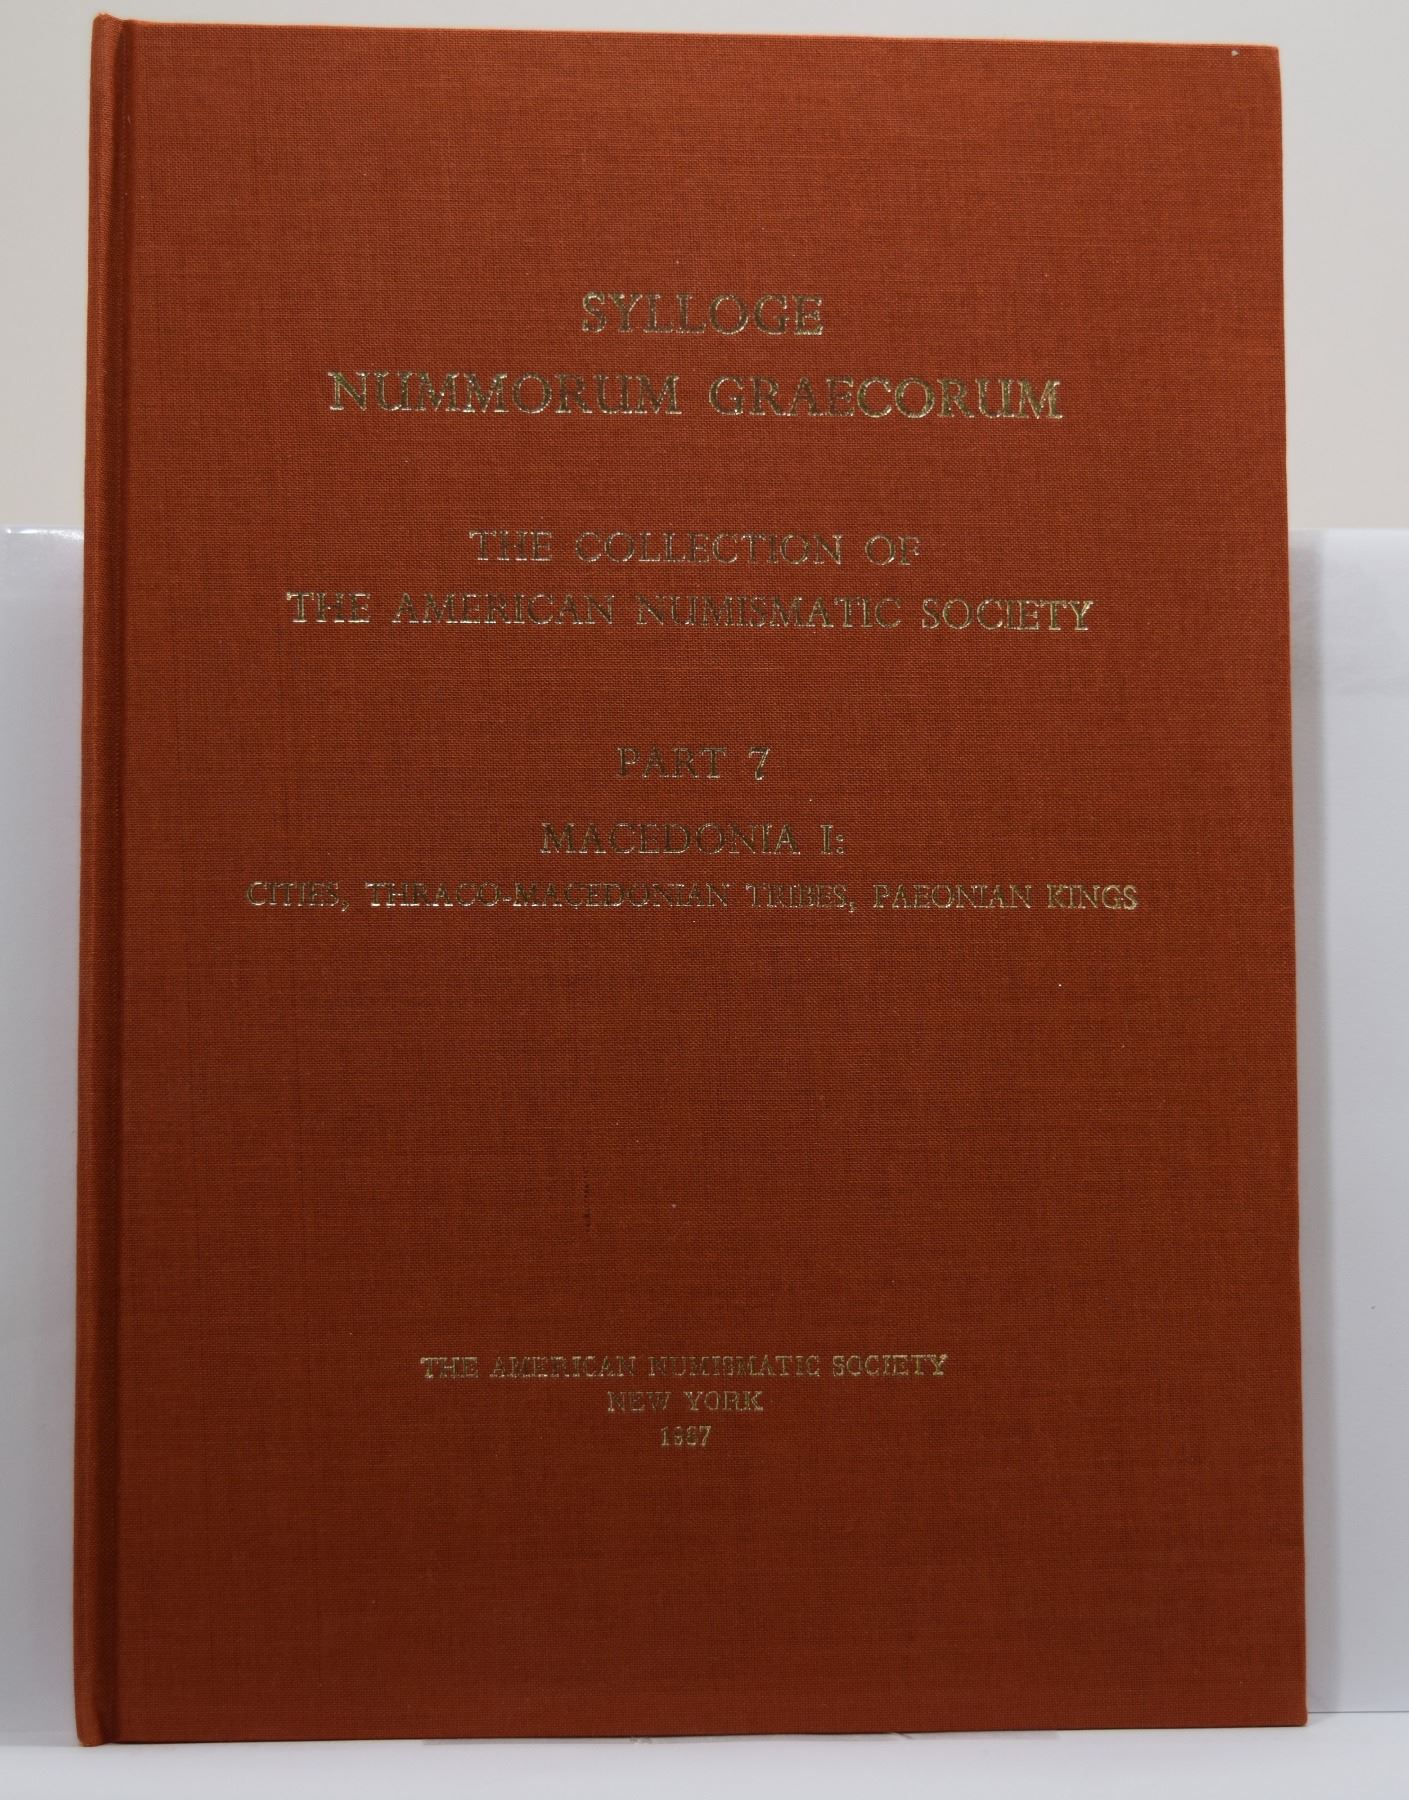 SYLLOGE
NUMMORUM GRAECORUM
THE COLLECTION OF
THE AMERICAN NUMISMATIC SOCIETY
PART 7
MACEDONIA I:
CITIES, THRACO-MACEDONIAN TRIBES, PAEONIAN KINGS
THE AMERICAN NUMISMATIC SOCIETY
NEW YORK
1987